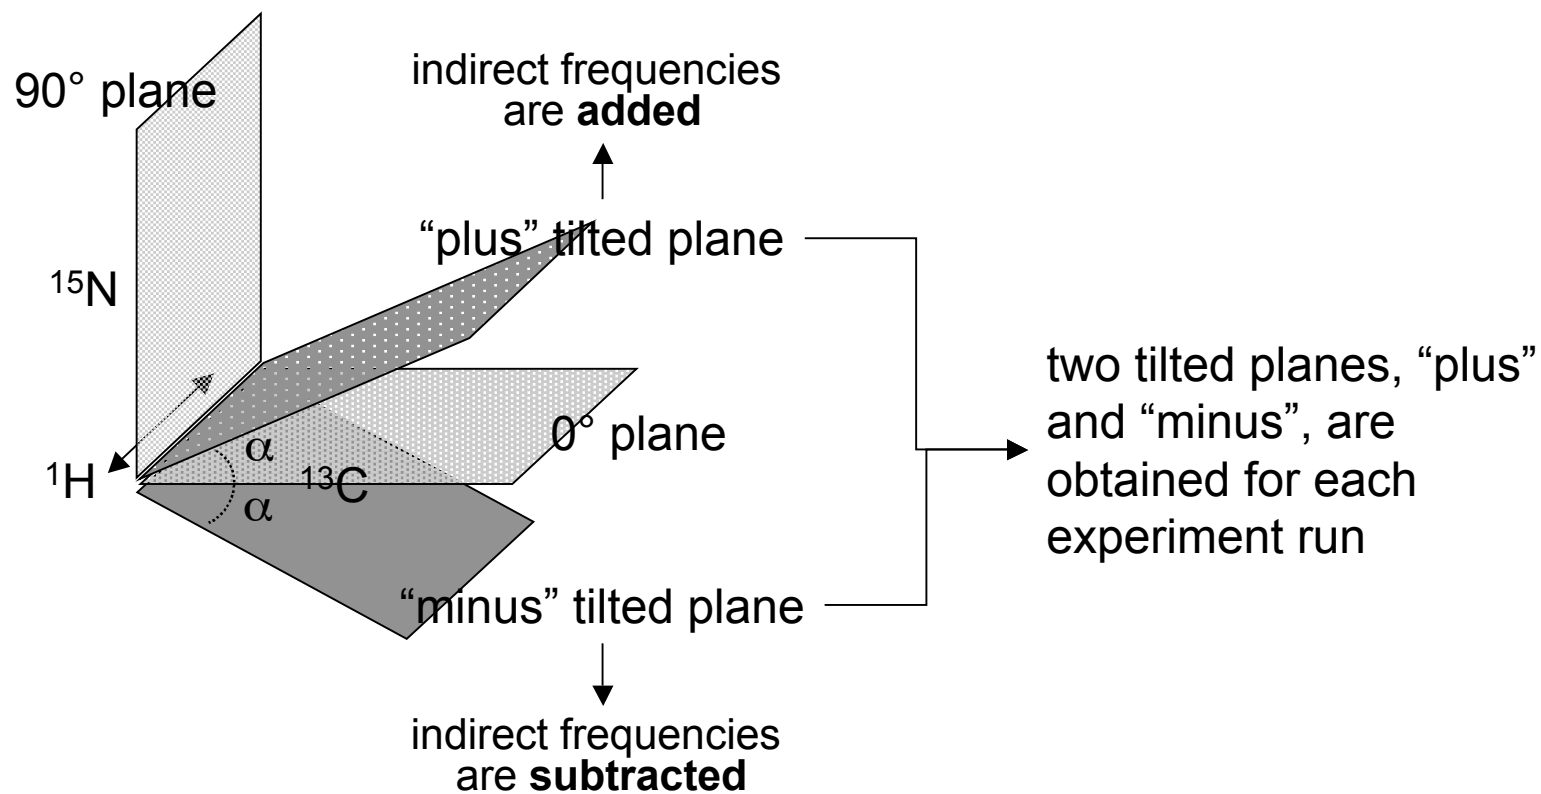 90° plane
indirect frequencies
are added
“plus” tilted plane
¹⁵N
two tilted planes, “plus”
and “minus”, are
obtained for each
experiment run
0° plane
α
¹H
¹³C
α
“minus” tilted plane
indirect frequencies
are subtracted